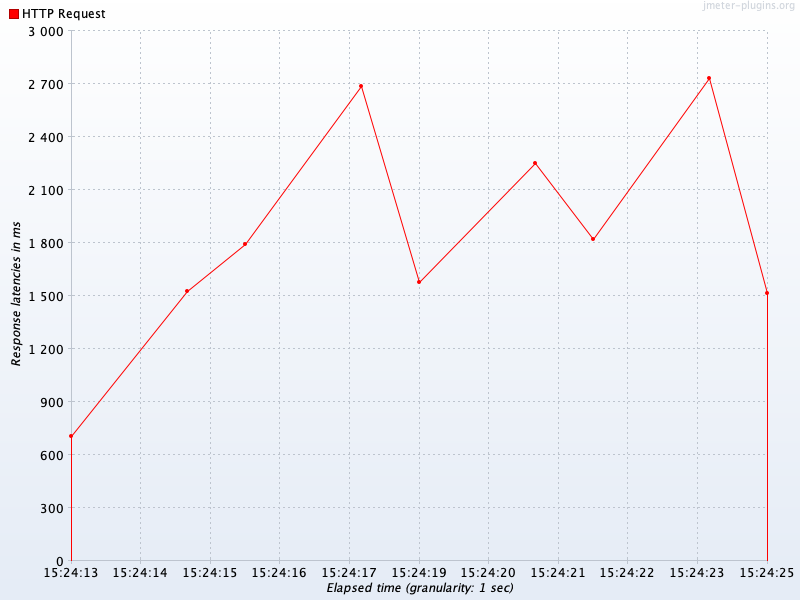 jmeter-plugins.org
HTTP Request
3 000
2 700
2 400
2 100
1 800
1 500
1 200
900
600
300
0
Response latencies in ms
15:24:13 15:24:14 15:24:15 15:24:16 15:24:17 15:24:19 15:24:20 15:24:21 15:24:22 15:24:23 15:24:25
Elapsed time (granularity: 1 sec)